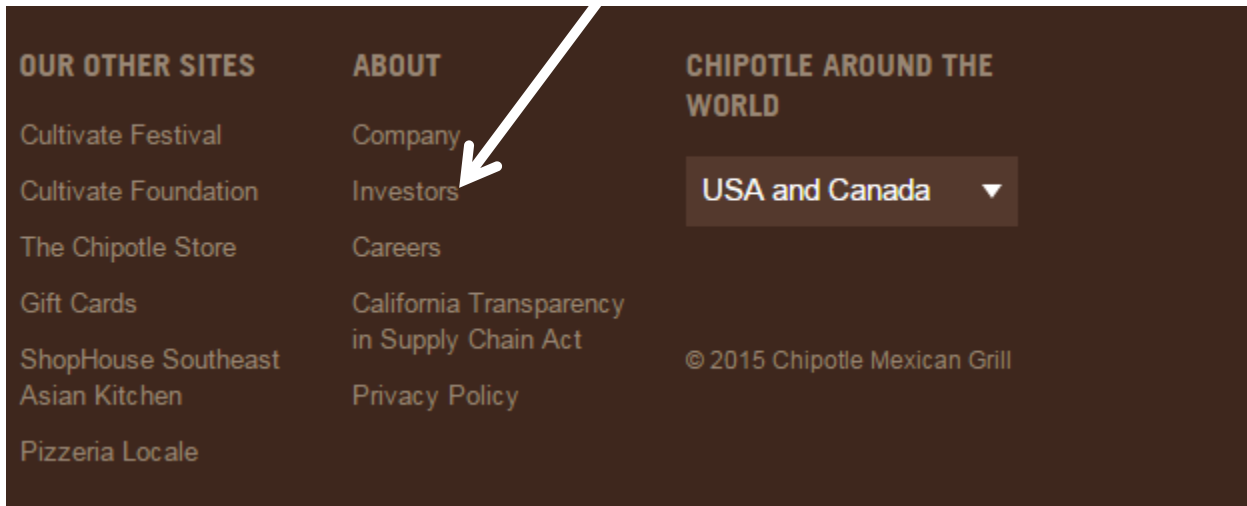 OUR OTHER SITES
Cultivate Festival
Cultivate Foundation
The Chipotle Store
Gift Cards
ShopHouse Southeast
Asian Kitchen
Pizzeria Locale
ABOUT
Company
Investors
Careers
California Transparency
in Supply Chain Act
Privacy Policy
CHIPOTLE AROUND THE
WORLD
USA and Canada
© 2015 Chipotle Mexican Grill